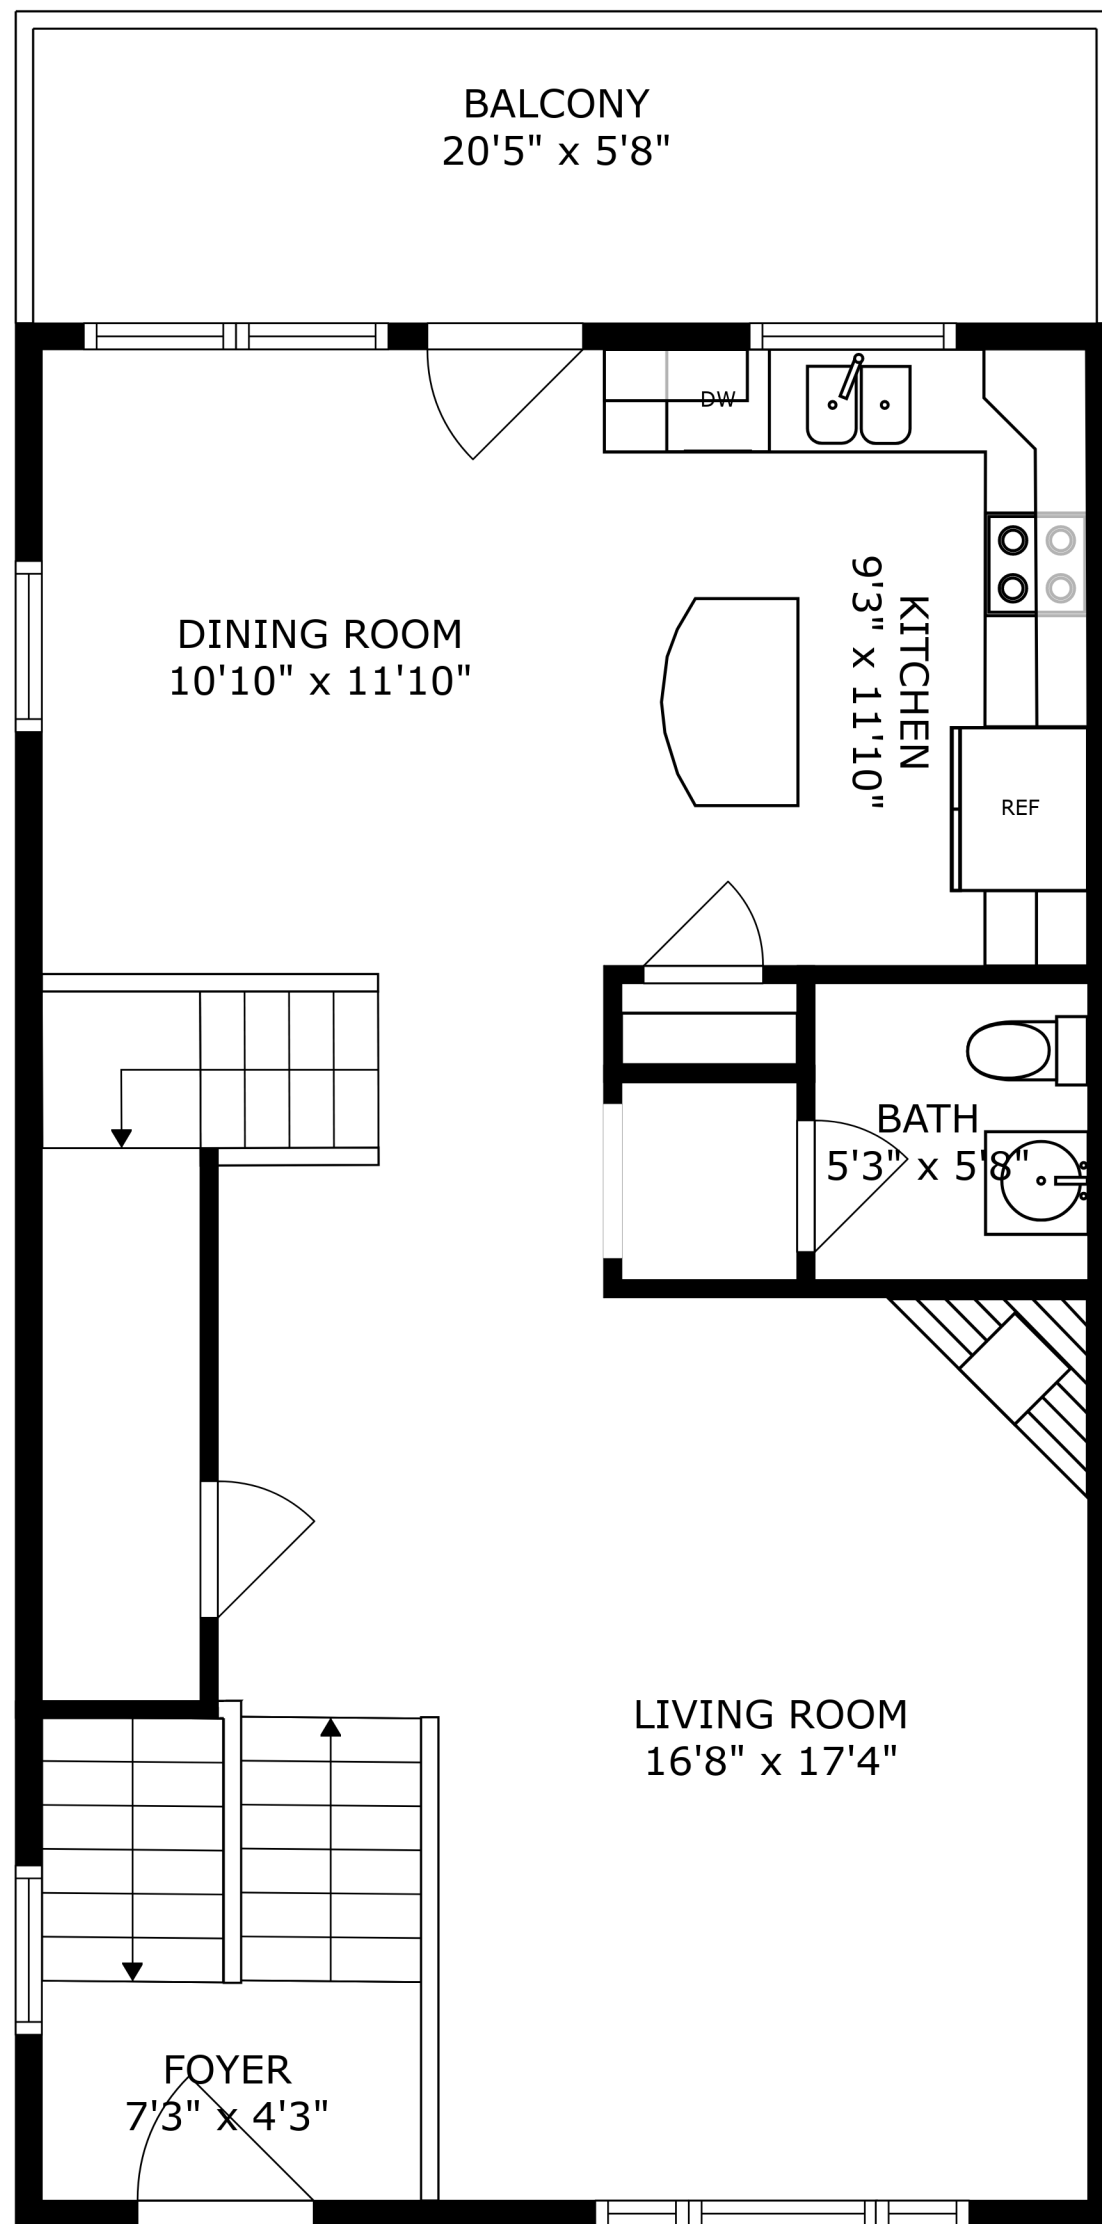 BALCONY
20'5" x 5'8"
DW
DINING ROOM
10'10" x 11'10"
KITCHEN
9'3" x 11'10"
REF
BATH
5'3" x 5'8"
LIVING ROOM
16'8" x 17'4"
FOYER
7'3" x 4'3"